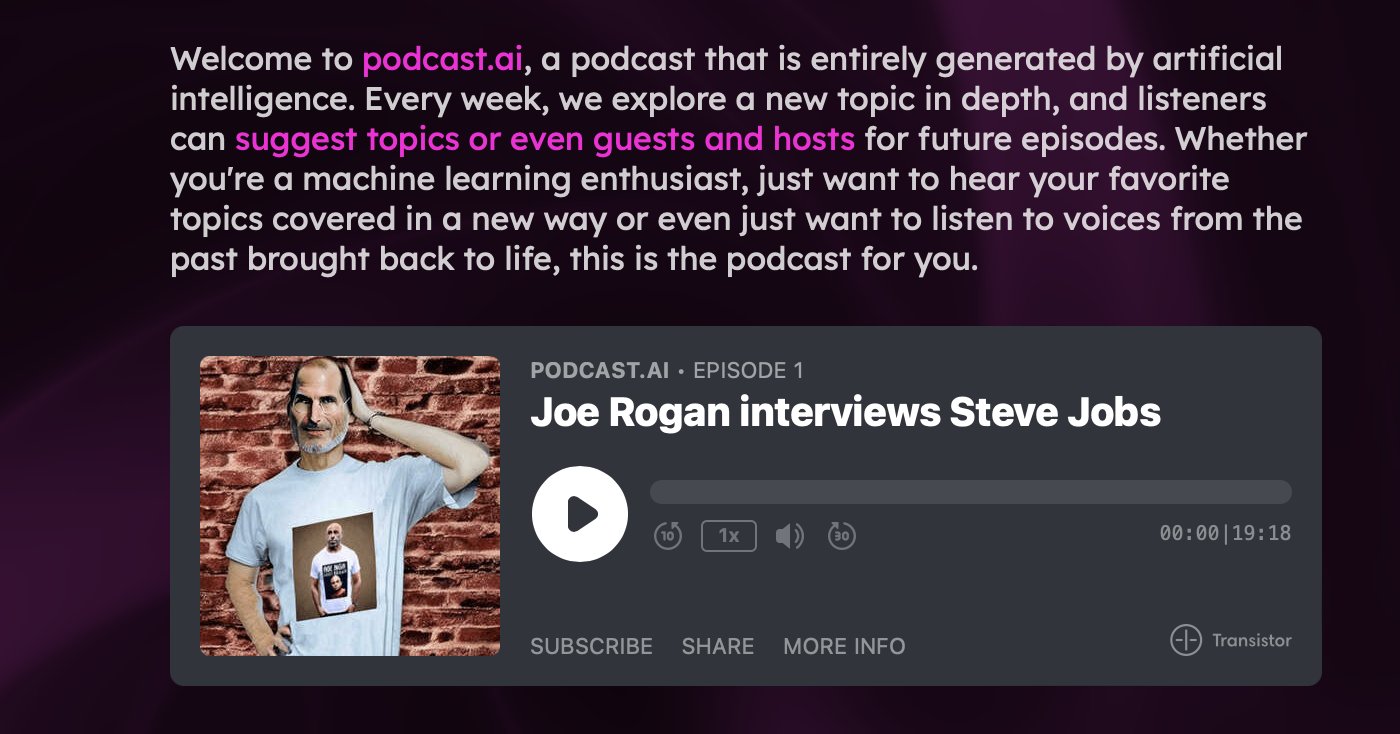 Welcome to podcast.ai, a podcast that is entirely generated by artificial
intelligence. Every week, we explore a new topic in depth, and listeners
can suggest topics or even guests and hosts for future episodes. Whether
you're a machine learning enthusiast, just want to hear your favorite
topics covered in a new way or even just want to listen to voices from the
past brought back to life, this is the podcast for you.
PODCAST.AI • EPISODE 1
Joe Rogan interviews Steve Jobs
10 1x 30
00:00|19:18
SUBSCRIBE SHARE MORE INFO
Transistor